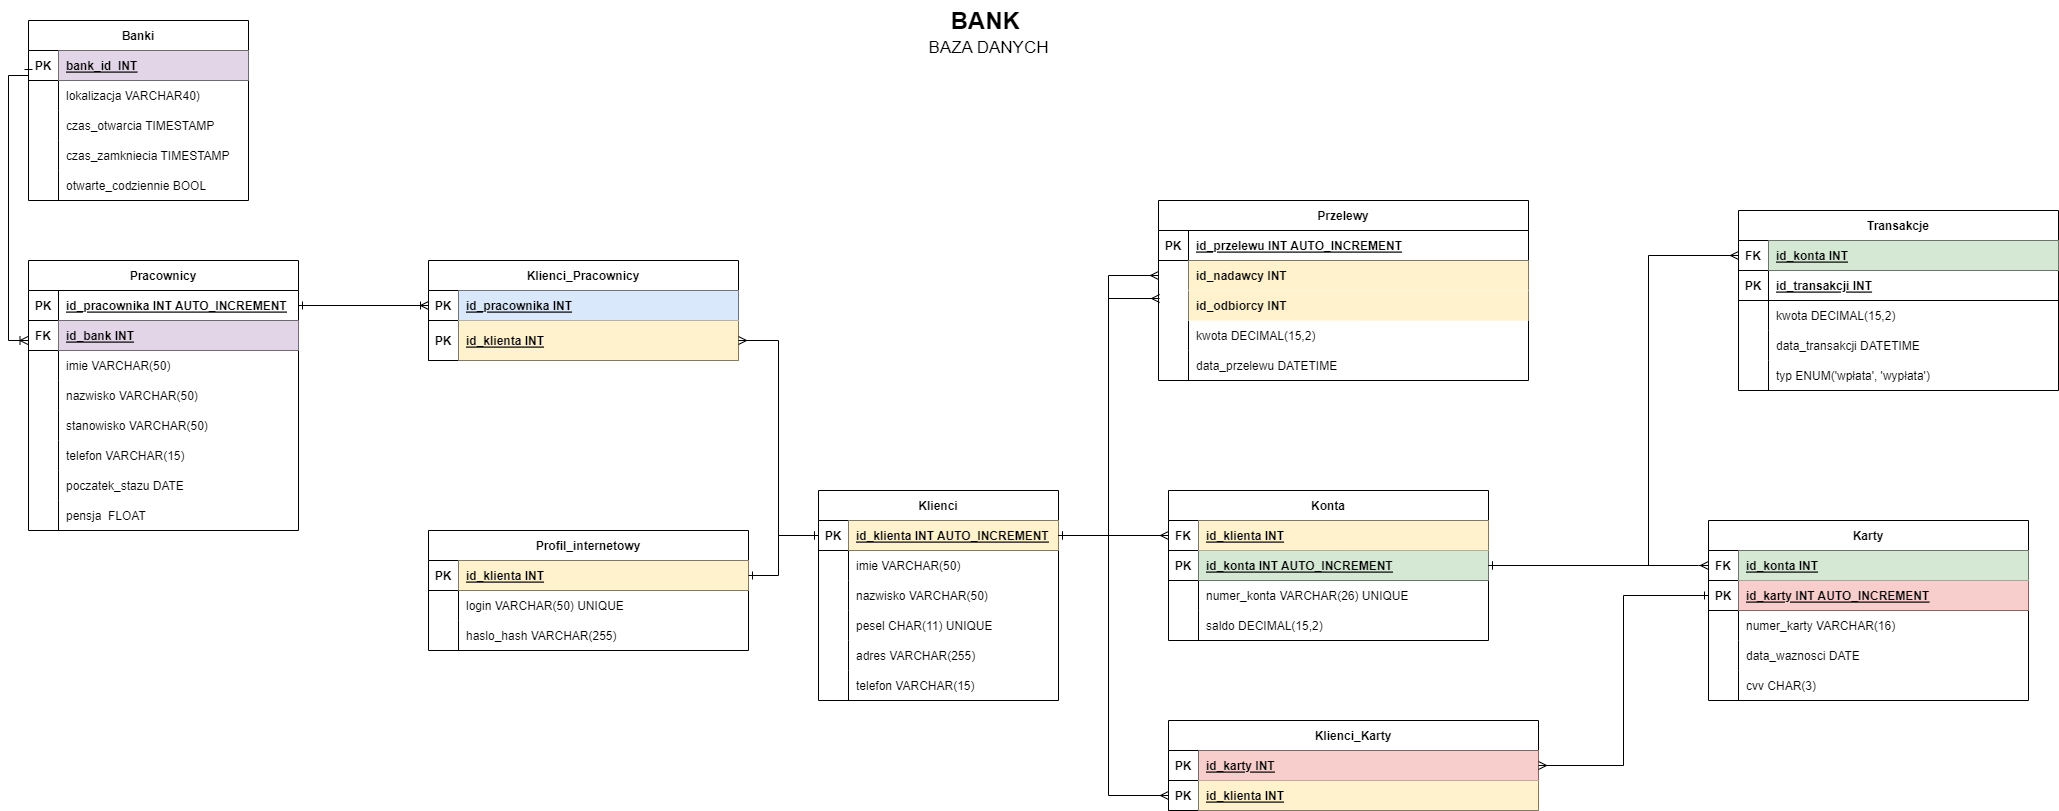 BANK
BAZA DANYCH
Banki
PK bank_id INT
lokalizacja VARCHAR40)
czas_otwarcia TIMESTAMP
czas_zamkniecia TIMESTAMP
otwarte_codziennie BOOL
Pracownicy
PK id_pracownika INT AUTO_INCREMENT
FK id_bank INT
imie VARCHAR(50)
nazwisko VARCHAR(50)
stanowisko VARCHAR(50)
telefon VARCHAR(15)
poczatek_stazu DATE
pensja FLOAT
Klienci_Pracownicy
PK id_pracownika INT
PK id_klienta INT
Profil_internetowy
PK id_klienta INT
login VARCHAR(50) UNIQUE
haslo_hash VARCHAR(255)
Klienci
PK id_klienta INT AUTO_INCREMENT
imie VARCHAR(50)
nazwisko VARCHAR(50)
pesel CHAR(11) UNIQUE
adres VARCHAR(255)
telefon VARCHAR(15)
Przelewy
PK id_przelewu INT AUTO_INCREMENT
id_nadawcy INT
id_odbiorcy INT
kwota DECIMAL(15,2)
data_przelewu DATETIME
Konta
FK id_klienta INT
PK id_konta INT AUTO_INCREMENT
numer_konta VARCHAR(26) UNIQUE
saldo DECIMAL(15,2)
Klienci_Karty
PK id_karty INT
PK id_klienta INT
Transakcje
FK id_konta INT
PK id_transakcji INT
kwota DECIMAL(15,2)
data_transakcji DATETIME
typ ENUM('wpłata', 'wypłata')
Karty
FK id_konta INT
PK id_karty INT AUTO_INCREMENT
numer_karty VARCHAR(16)
data_waznosci DATE
cvv CHAR(3)